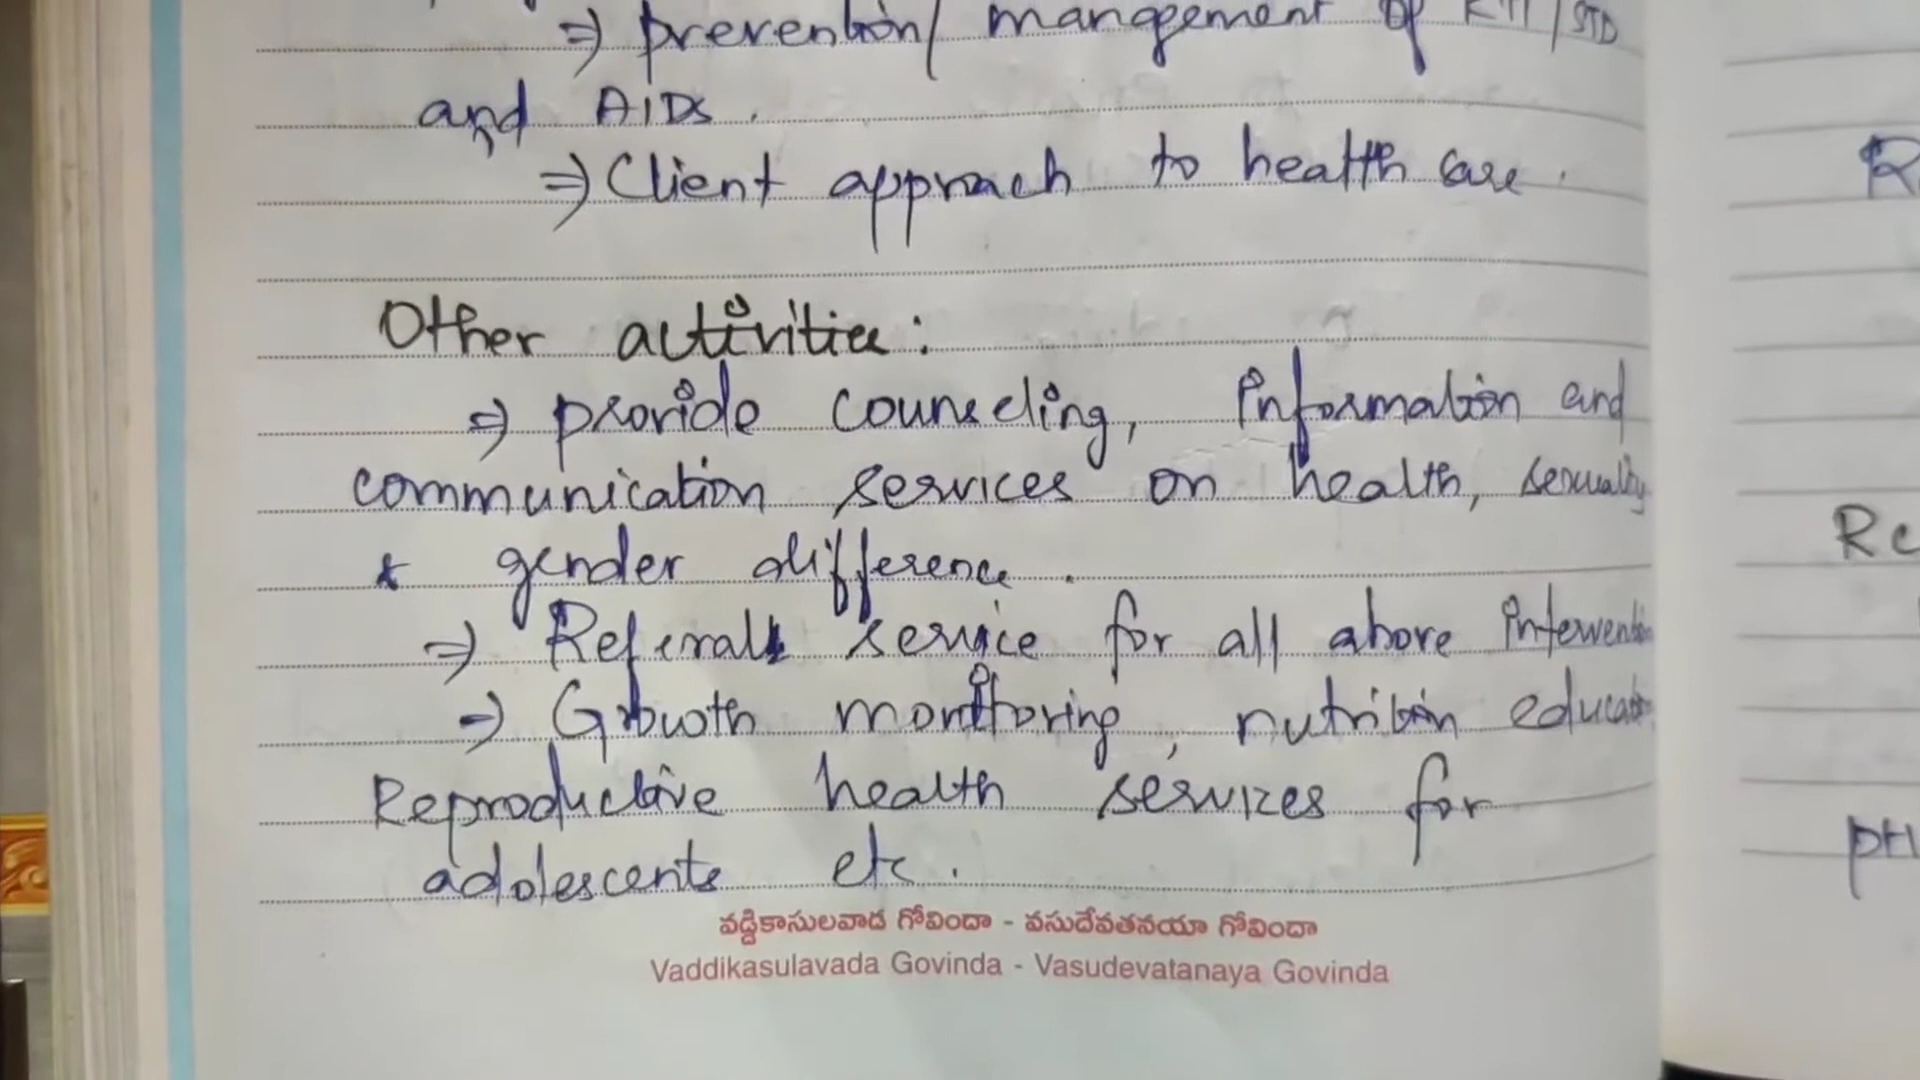 ⇒ prevention/ management of RTI/STD
and AIDs.
⇒ Client approach to health care.
Other activities:
⇒ provide counseling, information and
communication services on health, sexuality
* gender difference.
⇒ Referral service for all above intervention
⇒ Growth monitoring, nutrition educatn
Reproductive health services for
adolescents etc.
వడ్డికాసులవాడ గోవిందా - వసుదేవతనయా గోవిందా
Vaddikasulavada Govinda - Vasudevatanaya Govinda